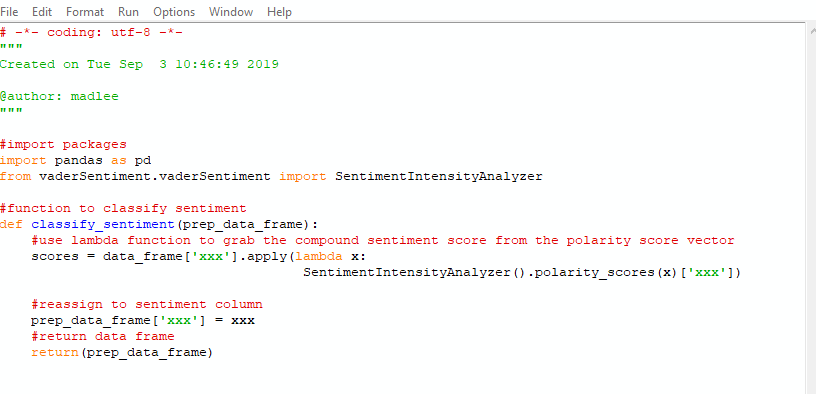 File Edit Format Run Options Window Help
# -*- coding: utf-8 -*-
"""
Created on Tue Sep  3 10:46:49 2019

@author: madlee
"""

#import packages
import pandas as pd
from vaderSentiment.vaderSentiment import SentimentIntensityAnalyzer

#function to classify sentiment
def classify_sentiment(prep_data_frame):
    #use lambda function to grab the compound sentiment score from the polarity score vector
    scores = data_frame['xxx'].apply(lambda x:
                                      SentimentIntensityAnalyzer().polarity_scores(x)['xxx'])

    #reassign to sentiment column
    prep_data_frame['xxx'] = xxx
    #return data frame
    return(prep_data_frame)